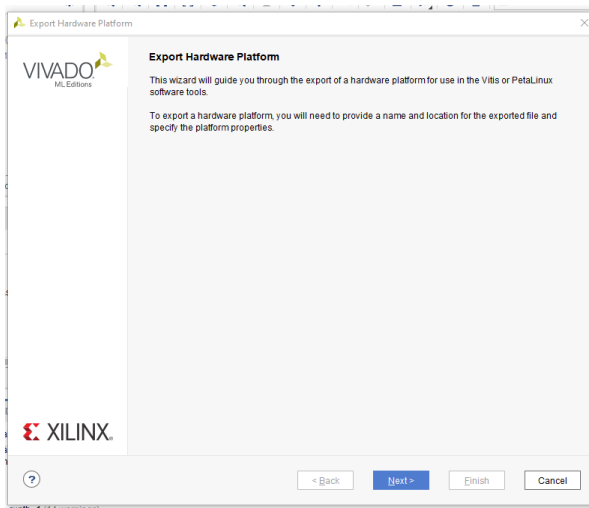 Export Hardware Platform
VIVADO
ML Editions
Export Hardware Platform
This wizard will guide you through the export of a hardware platform for use in the Vitis or PetaLinux
software tools.
To export a hardware platform, you will need to provide a name and location for the exported file and
specify the platform properties.
XILINX
?
< Back
Next >
Finish
Cancel